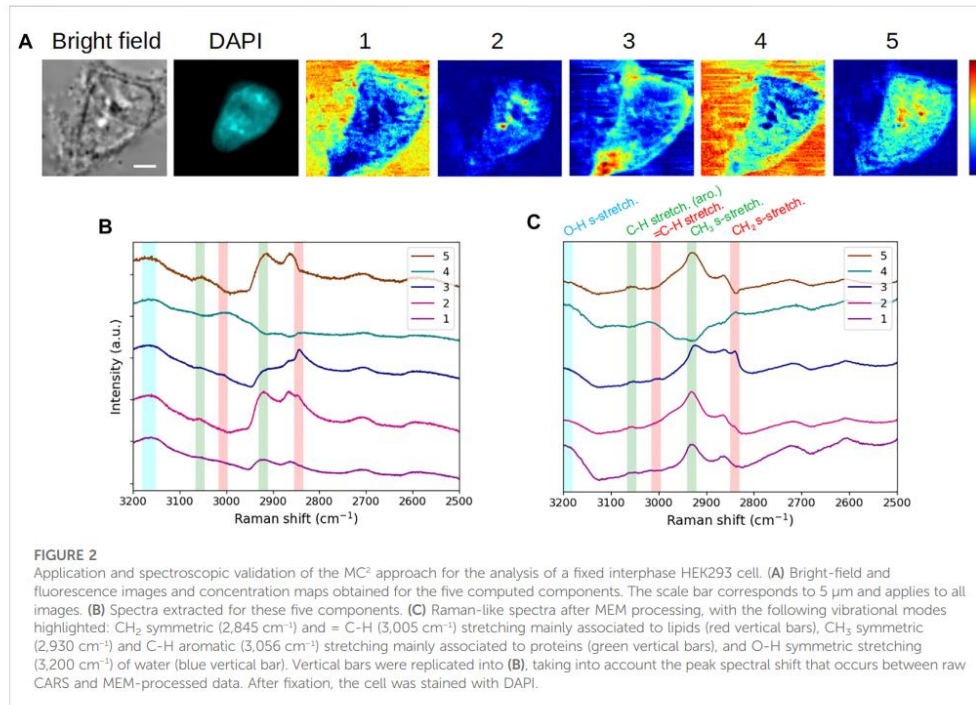 A
Bright field DAPI 1 2 3 4 5
B
5
4
3
2
1
Intensity (a.u.)
3200 3100 3000 2900 2800 2700 2600 2500
Raman shift (cm⁻¹)
C
O-H s-stretch.
C-H stretch. (aro.)
=C-H stretch.
CH₃ s-stretch.
CH₂ s-stretch.
5
4
3
2
1
3200 3100 3000 2900 2800 2700 2600 2500
Raman shift (cm⁻¹)
FIGURE 2
Application and spectroscopic validation of the MC² approach for the analysis of a fixed interphase HEK293 cell. (A) Bright-field and
fluorescence images and concentration maps obtained for the five computed components. The scale bar corresponds to 5 μm and applies to all
images. (B) Spectra extracted for these five components. (C) Raman-like spectra after MEM processing, with the following vibrational modes
highlighted: CH₂ symmetric (2,845 cm⁻¹) and = C-H (3,005 cm⁻¹) stretching mainly associated to lipids (red vertical bars), CH₃ symmetric
(2,930 cm⁻¹) and C-H aromatic (3,056 cm⁻¹) stretching mainly associated to proteins (green vertical bars), and O-H symmetric stretching
(3,200 cm⁻¹) of water (blue vertical bar). Vertical bars were replicated into (B), taking into account the peak spectral shift that occurs between raw
CARS and MEM-processed data. After fixation, the cell was stained with DAPI.